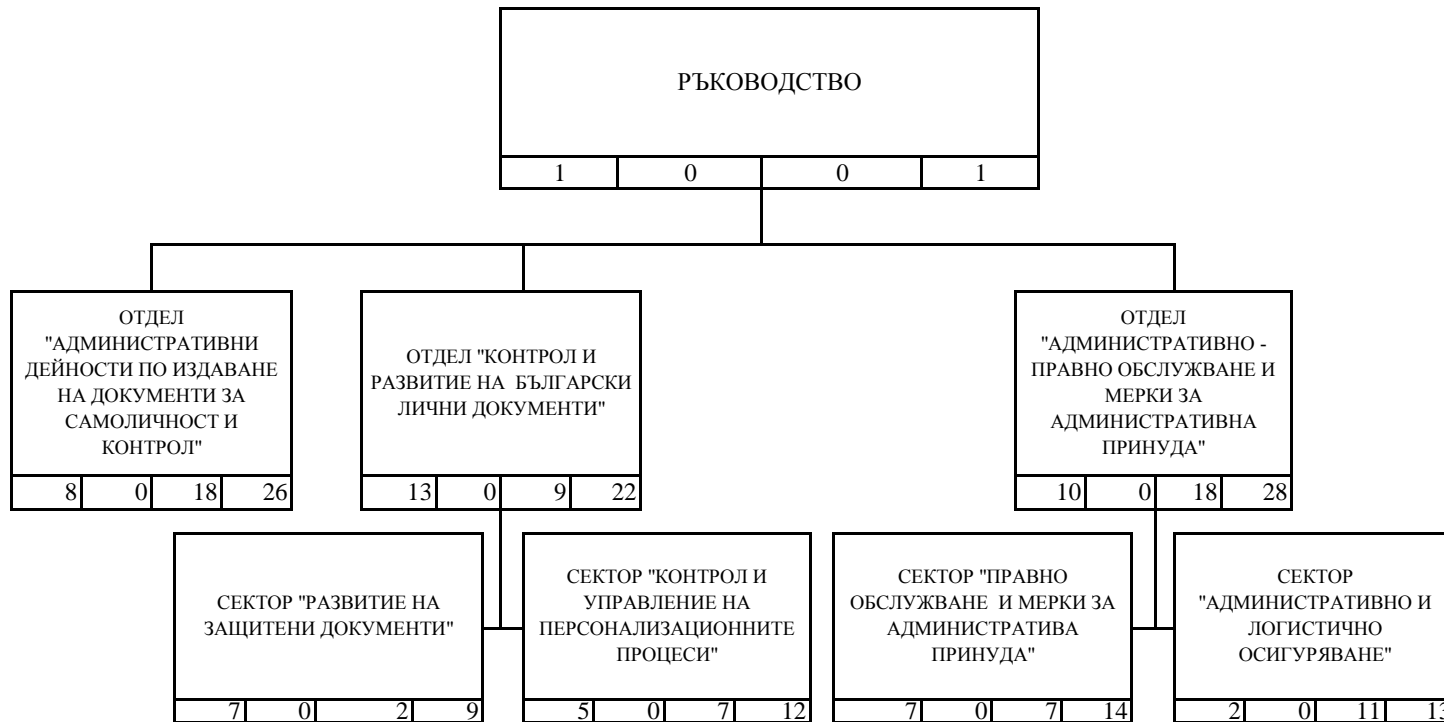 РЪКОВОДСТВО
1 0 0 1
ОТДЕЛ
"АДМИНИСТРАТИВНИ
ДЕЙНОСТИ ПО ИЗДАВАНЕ
НА ДОКУМЕНТИ ЗА
САМОЛИЧНОСТ И
КОНТРОЛ"
8 0 18 26
ОТДЕЛ "КОНТРОЛ И
РАЗВИТИЕ НА БЪЛГАРСКИ
ЛИЧНИ ДОКУМЕНТИ"
13 0 9 22
ОТДЕЛ
"АДМИНИСТРАТИВНО -
ПРАВНО ОБСЛУЖВАНЕ И
МЕРКИ ЗА
АДМИНИСТРАТИВНА
ПРИНУДА"
10 0 18 28
СЕКТОР "РАЗВИТИЕ НА
ЗАЩИТЕНИ ДОКУМЕНТИ"
7 0 2 9
СЕКТОР "КОНТРОЛ И
УПРАВЛЕНИЕ НА
ПЕРСОНАЛИЗАЦИОННИТЕ
ПРОЦЕСИ"
5 0 7 12
СЕКТОР "ПРАВНО
ОБСЛУЖВАНЕ И МЕРКИ ЗА
АДМИНИСТРАТИВА
ПРИНУДА"
7 0 7 14
СЕКТОР
"АДМИНИСТРАТИВНО И
ЛОГИСТИЧНО
ОСИГУРЯВАНЕ"
2 0 11 13